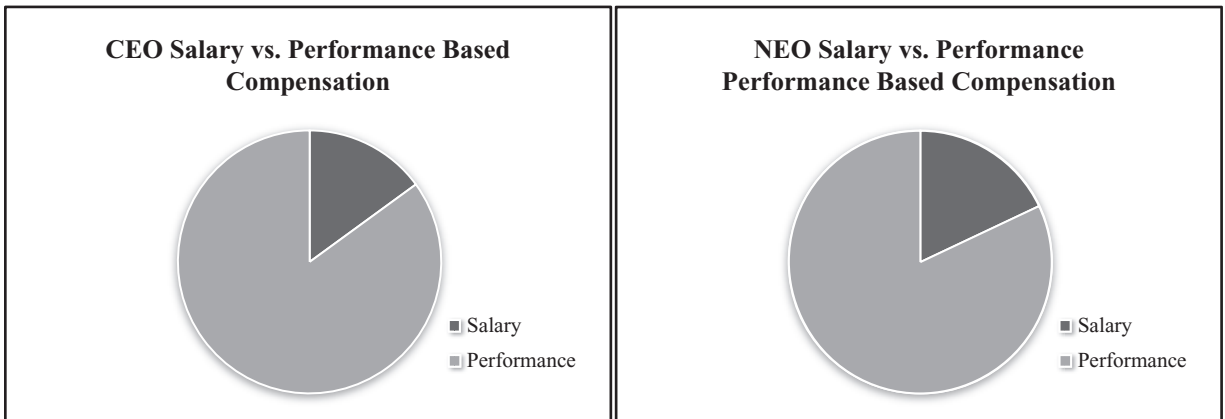 CEO Salary vs. Performance Based
Compensation
Salary
Performance
NEO Salary vs. Performance
Performance Based Compensation
Salary
Performance